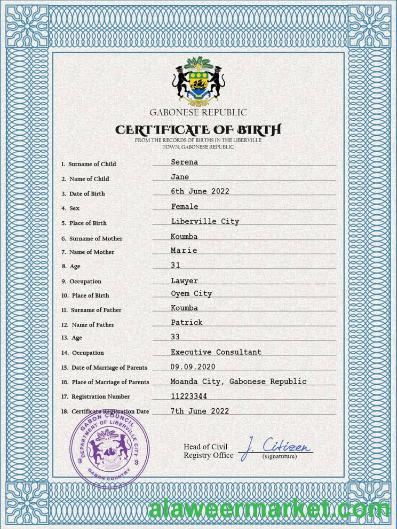 GABONESE REPUBLIC
CERTIFICATE OF BIRTH
FROM THE RECORDS OF BIRTHS IN THE LIBERVILLE
TOWN, GABONESE REPUBLIC
1. Surname of Child Serena
2. Name of Child Jane
3. Date of Birth 6th June 2022
4. Sex Female
5. Place of Birth Liberville City
6. Surname of Mother Koumba
7. Name of Mother Marie
8. Age 31
9. Occupation Lawyer
10. Place of Birth Oyem City
11. Surname of Father Koumba
12. Name of Father Patrick
13. Age 33
14. Occupation Executive Consultant
15. Date of Marriage of Parents 09.09.2020
16. Place of Marriage of Parents Moanda City, Gabonese Republic
17. Registration Number 11223344
18. Certificate Registration Date 7th June 2022
GABON COUNCIL
DEPARTMENT OF LIBERVILLE CITY
Head of Civil
Registry Office
J. Citizen
(signature)
alaweermarket.com